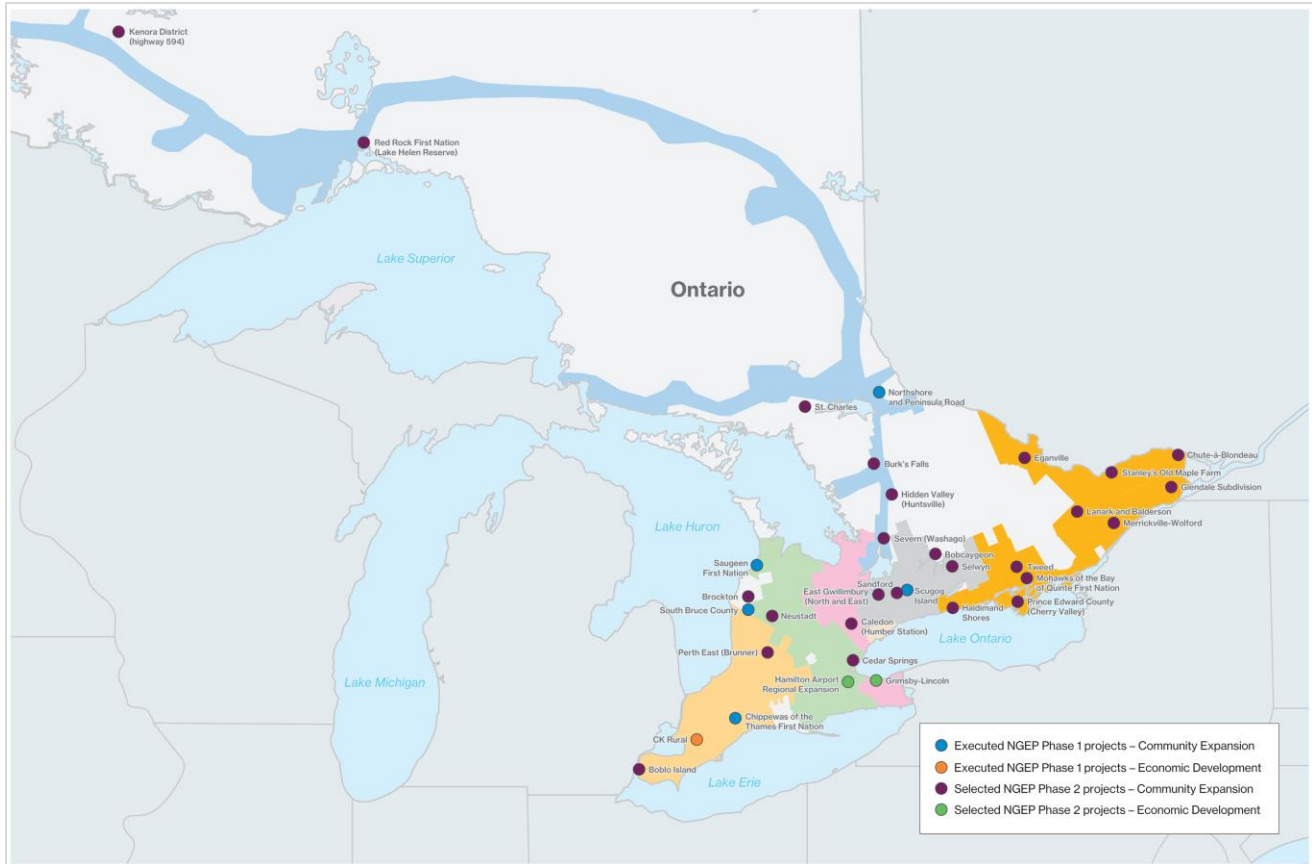 Kenora District
(highway 594)
Red Rock First Nation
(Lake Helen Reserve)
Lake Superior
Ontario
Northshore
and Peninsula Road
St. Charles
Burk's Falls
Eganville
Chute-á-Blondeau
Stanley's Old Maple Farm
Glendale Subdivision
Hidden Valley
(Huntsville)
Lanark and Balderson
Merrickville-Wolford
Lake Huron
Severn (Washago)
Bobcaygeon
Selwyn
Tweed
Mohawks of the Bay
of Quinte First Nation
Saugeen
First Nation
Sandford
East Gwillimbury
(North and East)
Scugog
Island
Brockton
South Bruce County
Neustadt
Haldimand
Shores
Prince Edward County
(Cherry Valley)
Caledon
(Humber Station)
Lake Ontario
Perth East (Brunner)
Cedar Springs
Lake Michigan
Hamilton Airport
Regional Expansion
Grimsby-Lincoln
Chippewas of the
Thames First Nation
CK Rural
Boblo Island
Lake Erie
Executed NGEP Phase 1 projects – Community Expansion
Executed NGEP Phase 1 projects – Economic Development
Selected NGEP Phase 2 projects – Community Expansion
Selected NGEP Phase 2 projects – Economic Development